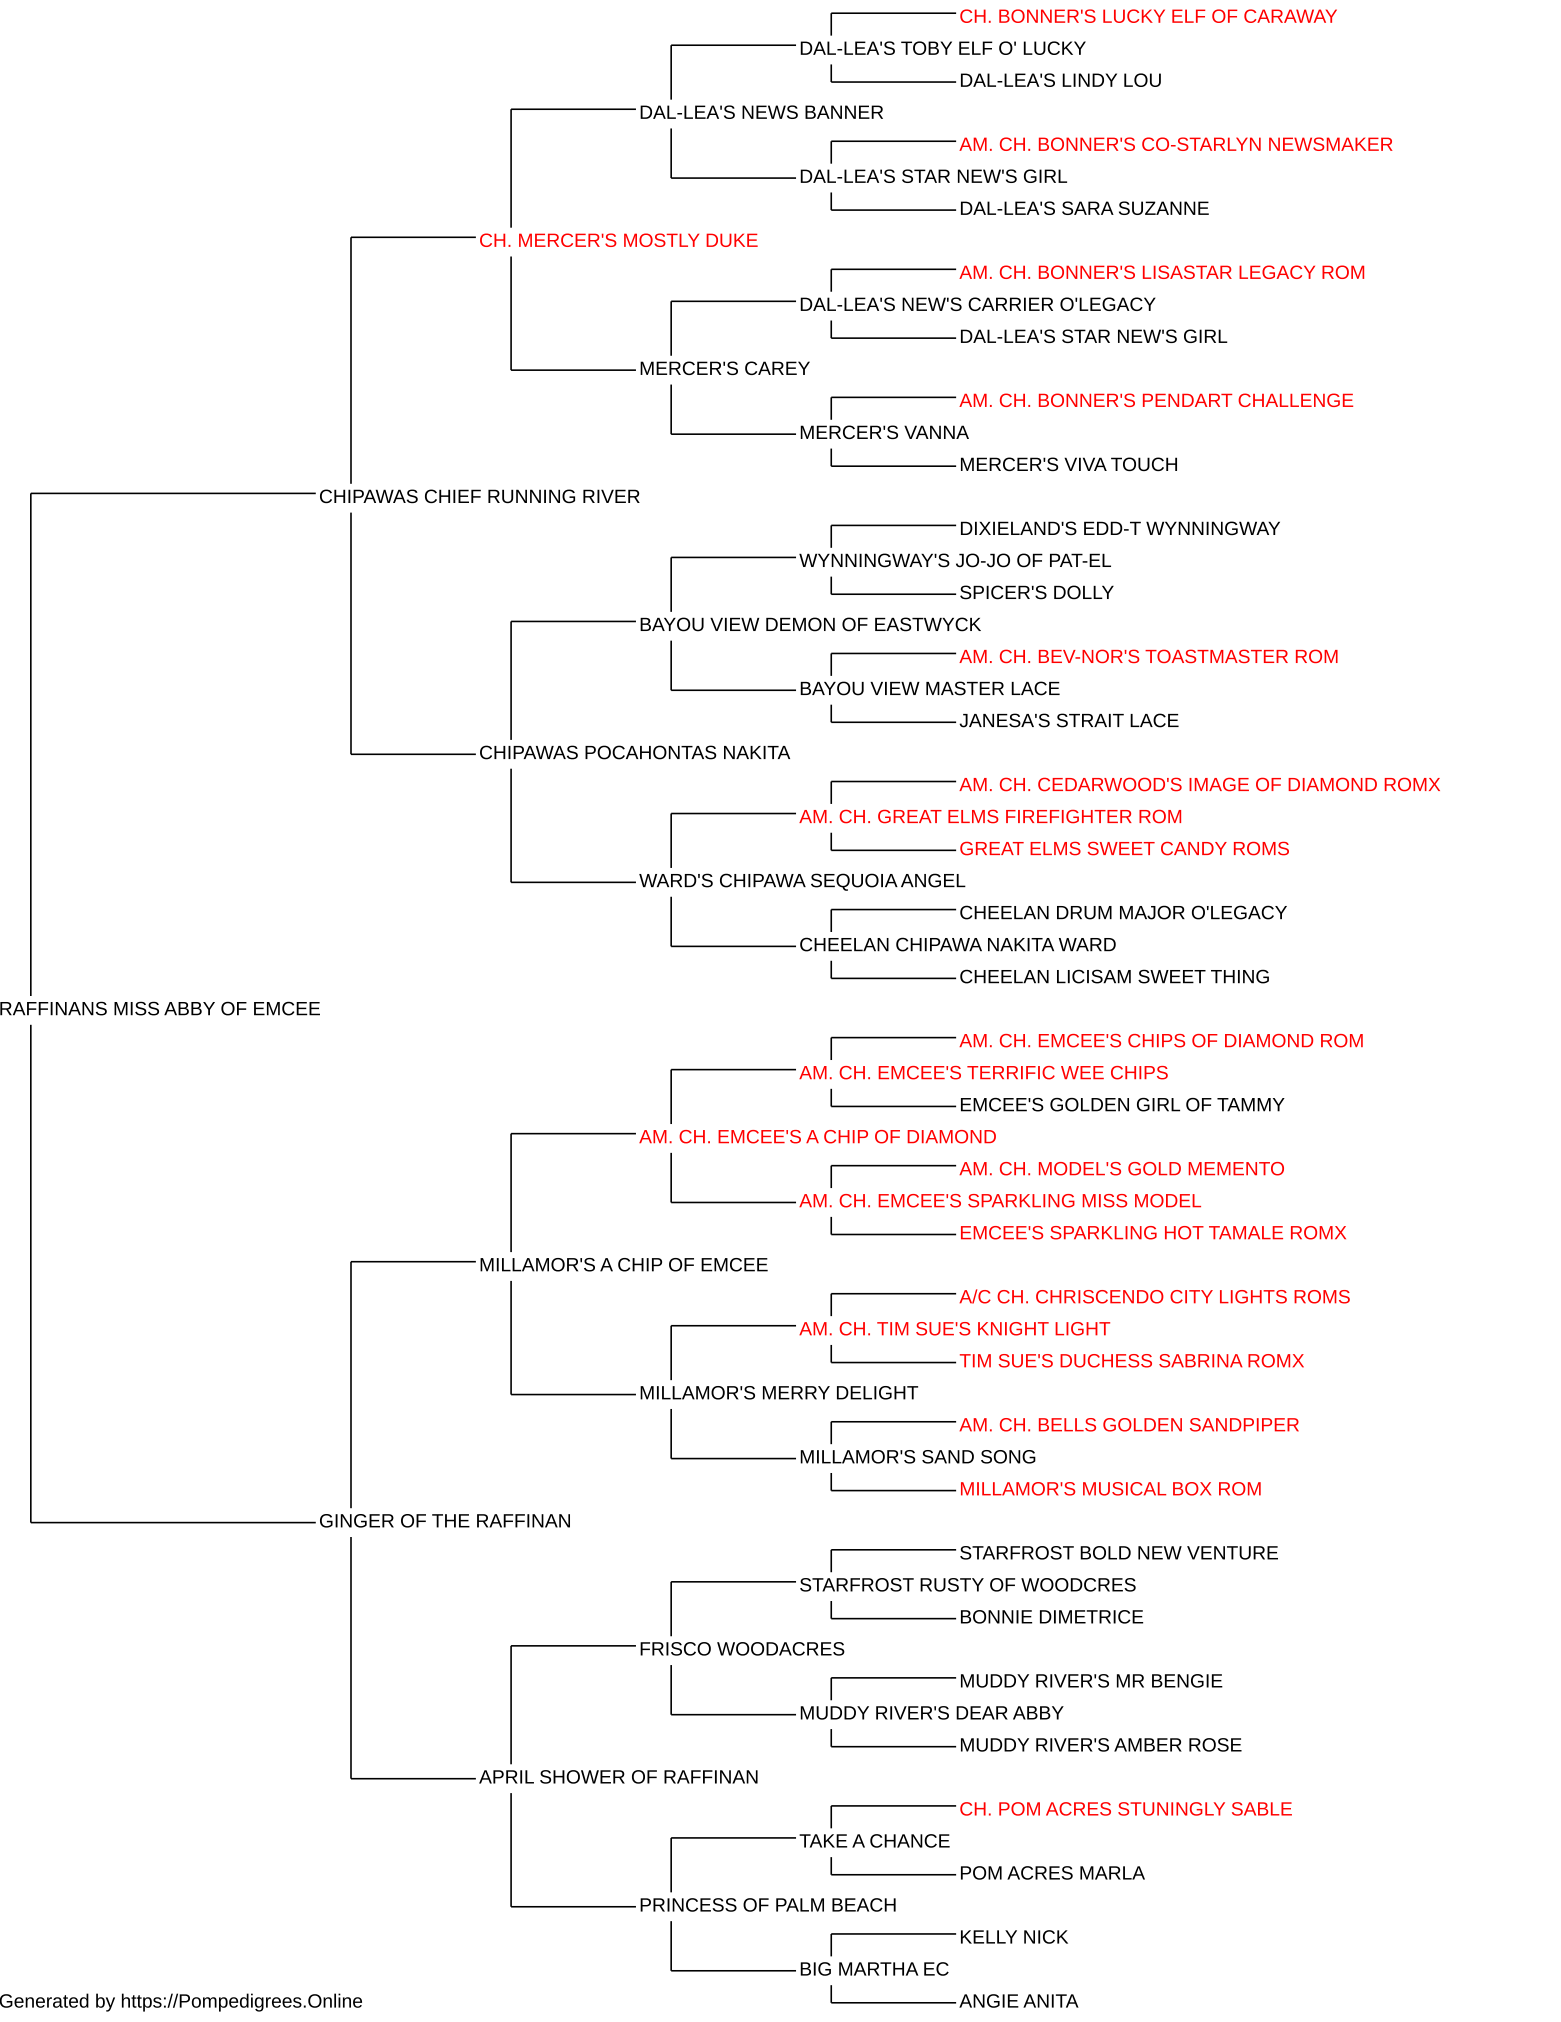 CH. BONNER'S LUCKY ELF OF CARAWAY
DAL-LEA'S TOBY ELF O' LUCKY
DAL-LEA'S LINDY LOU
DAL-LEA'S NEWS BANNER
AM. CH. BONNER'S CO-STARLYN NEWSMAKER
DAL-LEA'S STAR NEW'S GIRL
DAL-LEA'S SARA SUZANNE
CH. MERCER'S MOSTLY DUKE
AM. CH. BONNER'S LISASTAR LEGACY ROM
DAL-LEA'S NEW'S CARRIER O'LEGACY
DAL-LEA'S STAR NEW'S GIRL
MERCER'S CAREY
AM. CH. BONNER'S PENDART CHALLENGE
MERCER'S VANNA
MERCER'S VIVA TOUCH
CHIPAWAS CHIEF RUNNING RIVER
DIXIELAND'S EDD-T WYNNINGWAY
WYNNINGWAY'S JO-JO OF PAT-EL
SPICER'S DOLLY
BAYOU VIEW DEMON OF EASTWYCK
AM. CH. BEV-NOR'S TOASTMASTER ROM
BAYOU VIEW MASTER LACE
JANESA'S STRAIT LACE
CHIPAWAS POCAHONTAS NAKITA
AM. CH. CEDARWOOD'S IMAGE OF DIAMOND ROMX
AM. CH. GREAT ELMS FIREFIGHTER ROM
GREAT ELMS SWEET CANDY ROMS
WARD'S CHIPAWA SEQUOIA ANGEL
CHEELAN DRUM MAJOR O'LEGACY
CHEELAN CHIPAWA NAKITA WARD
CHEELAN LICISAM SWEET THING
RAFFINANS MISS ABBY OF EMCEE
AM. CH. EMCEE'S CHIPS OF DIAMOND ROM
AM. CH. EMCEE'S TERRIFIC WEE CHIPS
EMCEE'S GOLDEN GIRL OF TAMMY
AM. CH. EMCEE'S A CHIP OF DIAMOND
AM. CH. MODEL'S GOLD MEMENTO
AM. CH. EMCEE'S SPARKLING MISS MODEL
EMCEE'S SPARKLING HOT TAMALE ROMX
MILLAMOR'S A CHIP OF EMCEE
A/C CH. CHRISCENDO CITY LIGHTS ROMS
AM. CH. TIM SUE'S KNIGHT LIGHT
TIM SUE'S DUCHESS SABRINA ROMX
MILLAMOR'S MERRY DELIGHT
AM. CH. BELLS GOLDEN SANDPIPER
MILLAMOR'S SAND SONG
MILLAMOR'S MUSICAL BOX ROM
GINGER OF THE RAFFINAN
STARFROST BOLD NEW VENTURE
STARFROST RUSTY OF WOODCRES
BONNIE DIMETRICE
FRISCO WOODACRES
MUDDY RIVER'S MR BENGIE
MUDDY RIVER'S DEAR ABBY
MUDDY RIVER'S AMBER ROSE
APRIL SHOWER OF RAFFINAN
CH. POM ACRES STUNINGLY SABLE
TAKE A CHANCE
POM ACRES MARLA
PRINCESS OF PALM BEACH
KELLY NICK
BIG MARTHA EC
ANGIE ANITA
Generated by https://Pompedigrees.Online